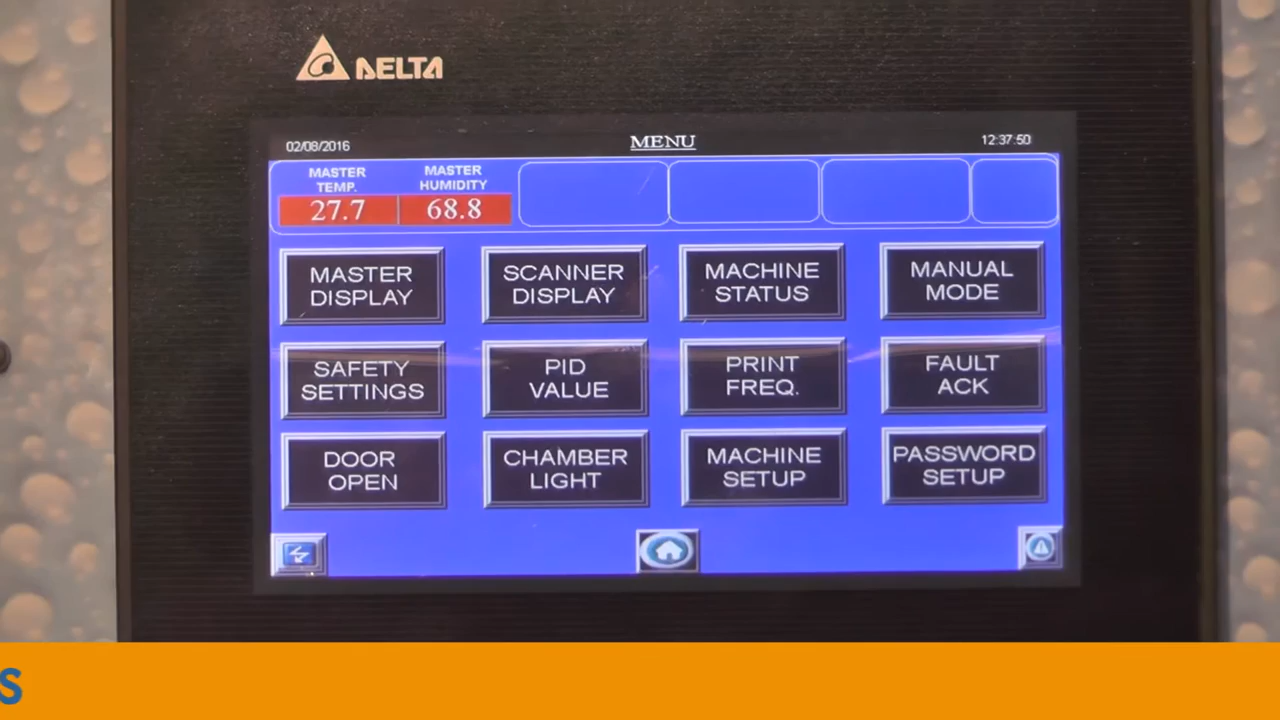 DELTA
02/08/2016
MENU
12:37:50
MASTER
TEMP.
27.7
MASTER
HUMIDITY
68.8
MASTER
DISPLAY
SCANNER
DISPLAY
MACHINE
STATUS
MANUAL
MODE
SAFETY
SETTINGS
PID
VALUE
PRINT
FREQ.
FAULT
ACK
DOOR
OPEN
CHAMBER
LIGHT
MACHINE
SETUP
PASSWORD
SETUP
S